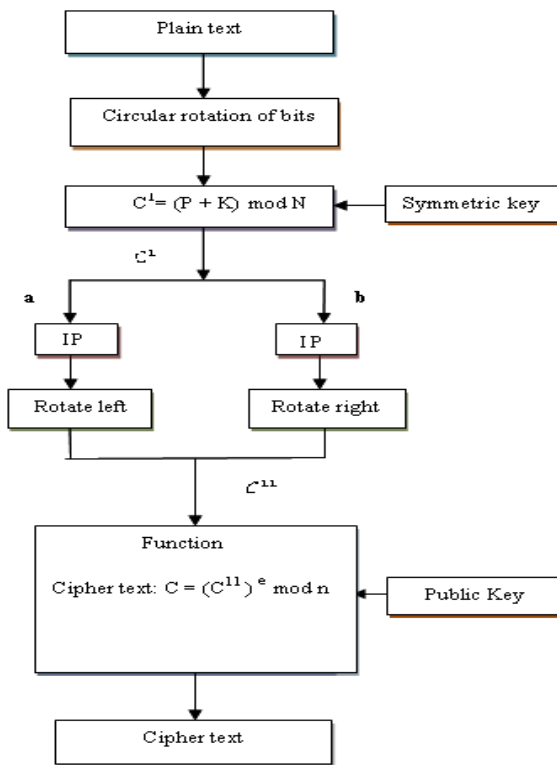 Plain text
Circular rotation of bits
C¹= (P + K) mod N
Symmetric key
C¹
a
b
IP
IP
Rotate left
Rotate right
C¹¹
Function
Cipher text: C = (C¹¹) ᵉ mod n
Public Key
Cipher text